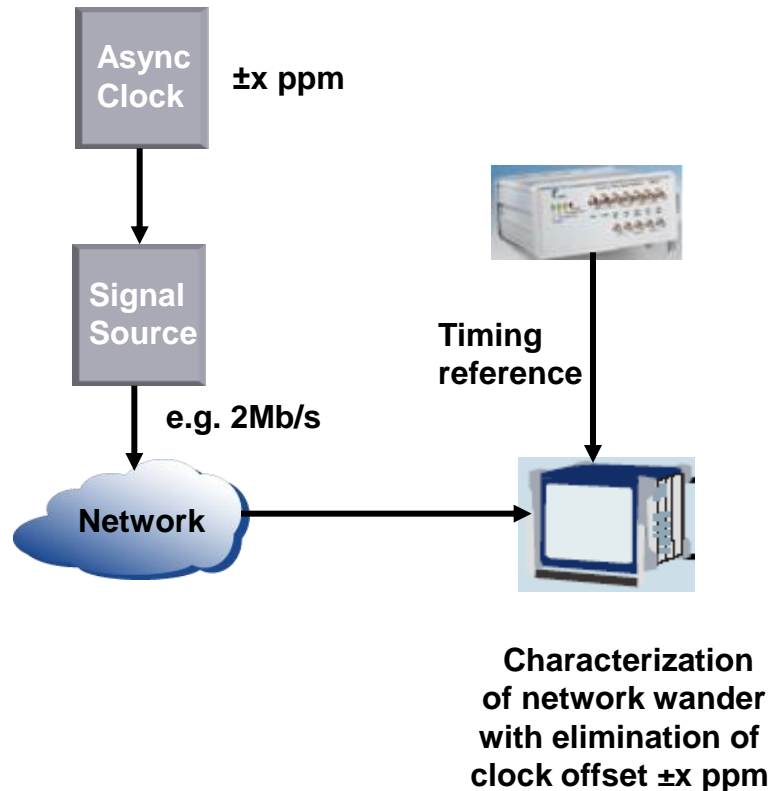 Async
Clock
±x ppm
Signal
Source
Timing
reference
e.g. 2Mb/s
Network
Characterization
of network wander
with elimination of
clock offset ±x ppm